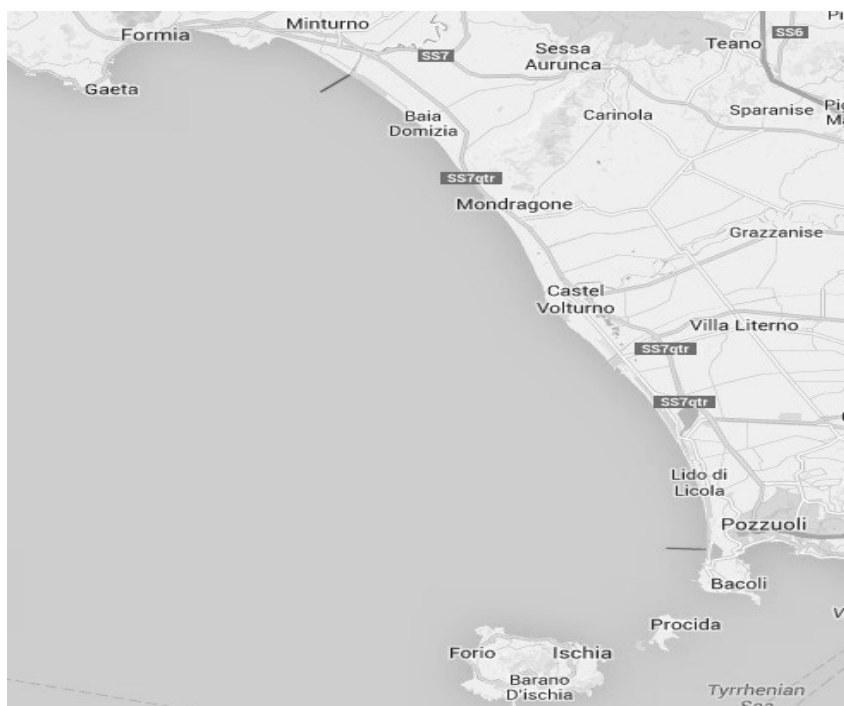 Minturno
Formia
Gaeta
SS7
Sessa
Aurunca
Teano
SS6
Baia
Domizia
Carinola
Sparanise
SS7qtr
Mondragone
Grazzanise
Castel
Volturno
Villa Literno
SS7qtr
SS7qtr
Lido di
Licola
Pozzuoli
Bacoli
Procida
Forio
Ischia
Barano
D'ischia
Tyrrhenian
Sea